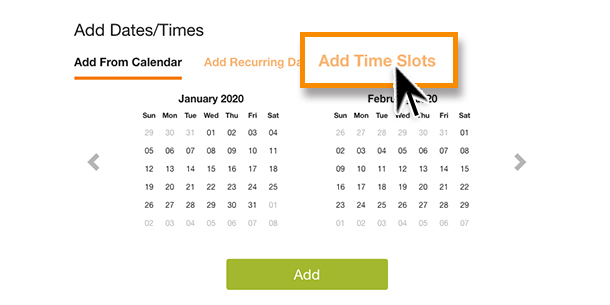 Add Dates/Times
Add From Calendar Add Recurring Da Add Time Slots
January 2020
Sun Mon Tue Wed Thu Fri Sat
29 30 31 01 02 03 04
05 06 07 08 09 10 11
12 13 14 15 16 17 18
19 20 21 22 23 24 25
26 27 28 29 30 31 01
02 03 04 05 06 07 08
February 2020
Sun Mon Tue Wed Thu Fri Sat
26 27 28 29 30 31 01
02 03 04 05 06 07 08
09 10 11 12 13 14 15
16 17 18 19 20 21 22
23 24 25 26 27 28 29
01 02 03 04 05 06 07
Add